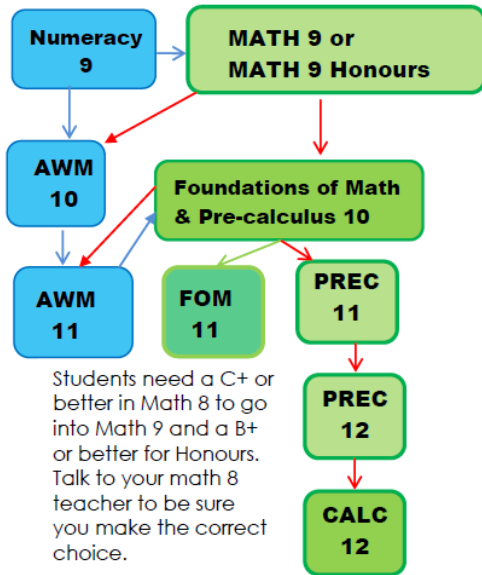 Numeracy
9
MATH 9 or
MATH 9 Honours
AWM
10
Foundations of Math
& Pre-calculus 10
AWM
11
FOM
11
PREC
11
Students need a C+ or
better in Math 8 to go
into Math 9 and a B+
or better for Honours.
Talk to your math 8
teacher to be sure
you make the correct
choice.
PREC
12
CALC
12